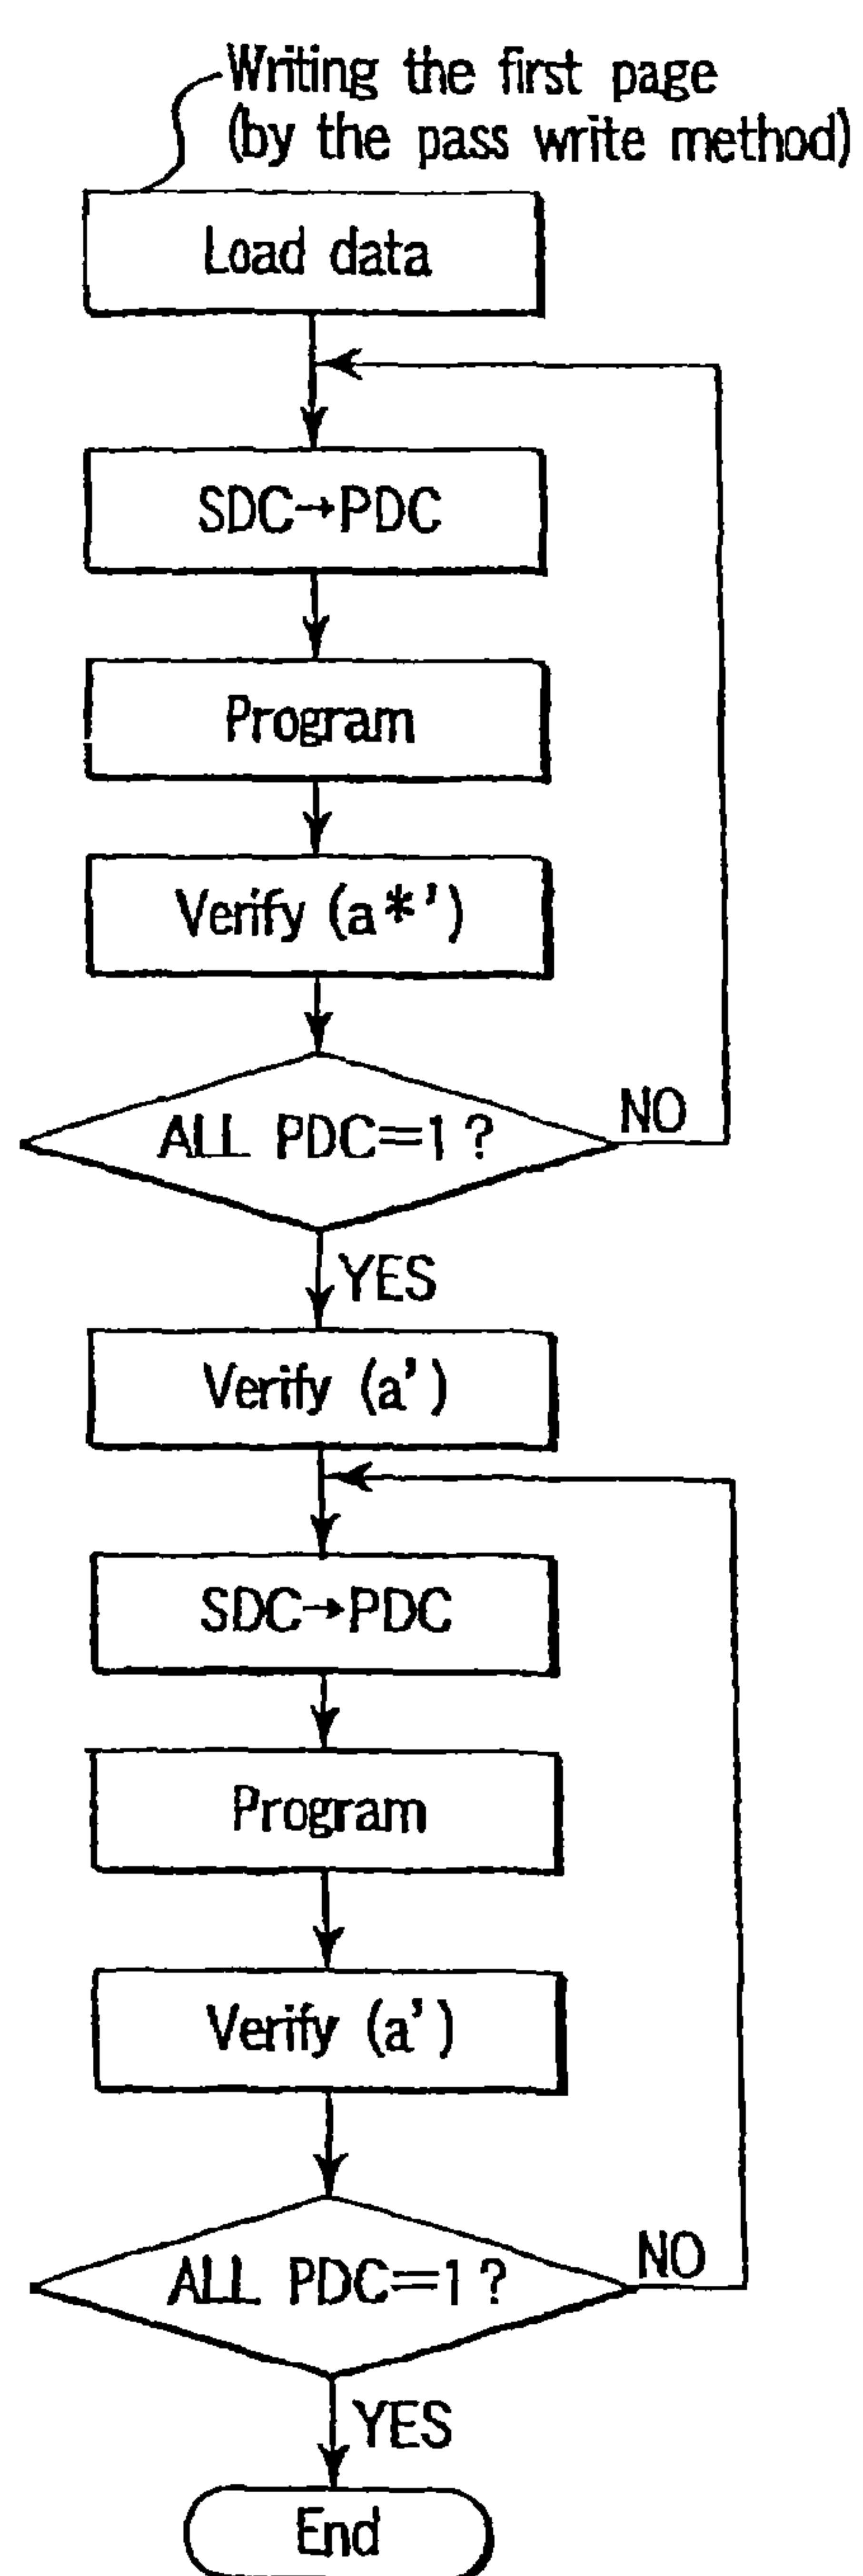 Writing the first page
(by the pass write method)
Load data
SDC→PDC
Program
Verify (a*')
ALL PDC=1?
NO
YES
Verify (a')
SDC→PDC
Program
Verify (a')
ALL PDC=1?
NO
YES
End